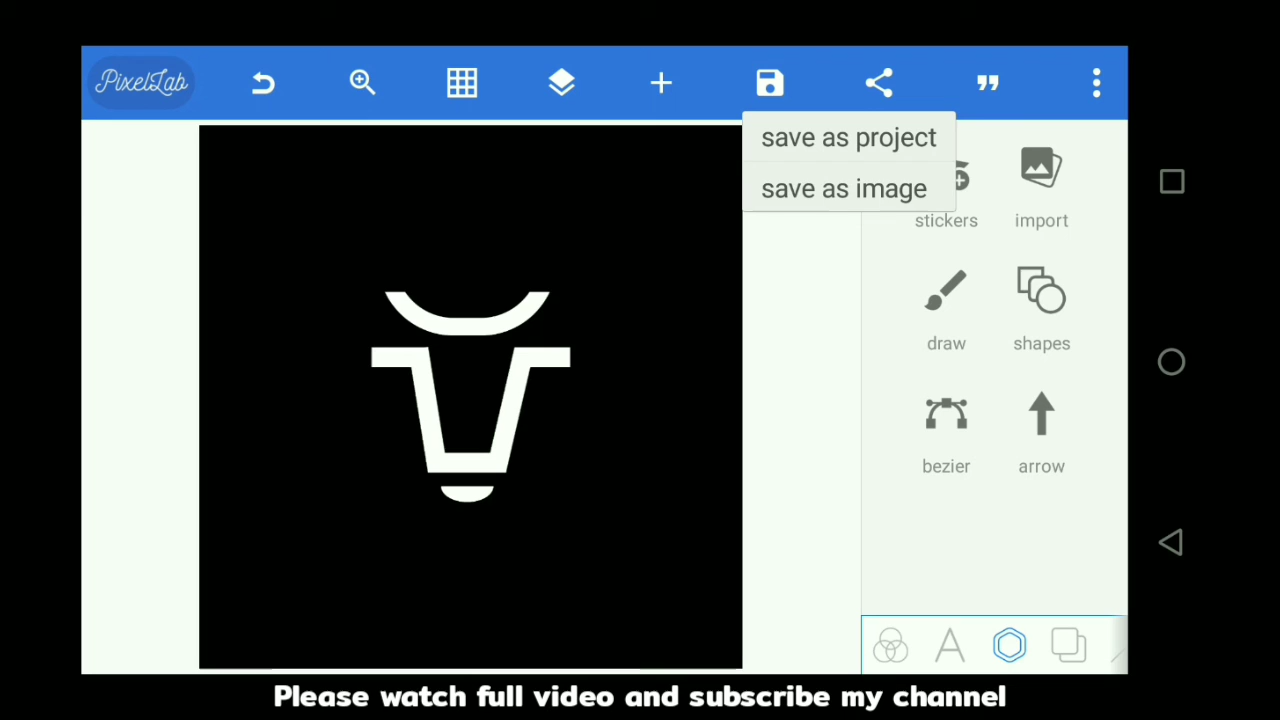 PixelLab
save as project
save as image
stickers
import
draw
shapes
bezier
arrow
Please watch full video and subscribe my channel